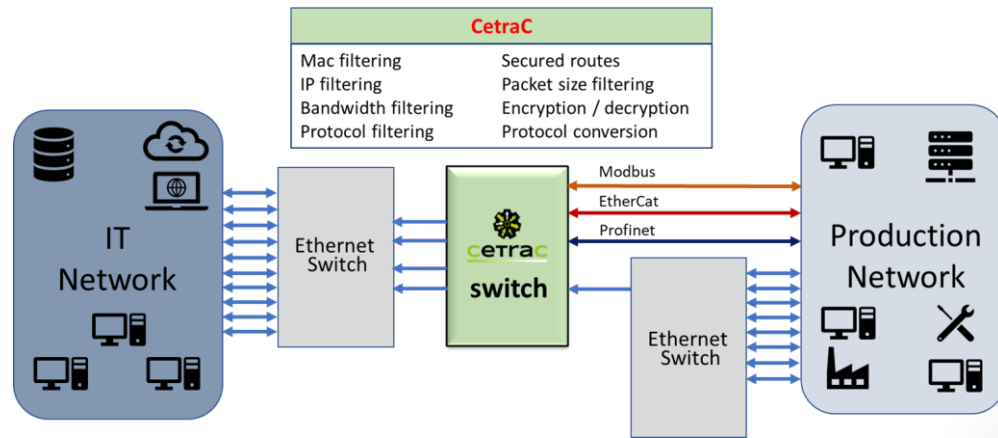 CetraC
Mac filtering
IP filtering
Bandwidth filtering
Protocol filtering
Secured routes
Packet size filtering
Encryption / decryption
Protocol conversion
IT
Network
Ethernet
Switch
ceTraC
switch
Modbus
EtherCat
Profinet
Ethernet
Switch
Production
Network